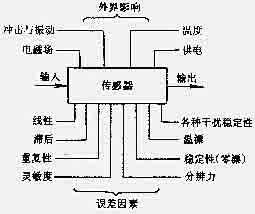 外界影响
冲击与振动
温度
电磁场
供电
输入
传感器
输出
线性
各种干扰稳定性
滞后
温漂
重复性
稳定性(零漂)
灵敏度
分辨力
误差因素